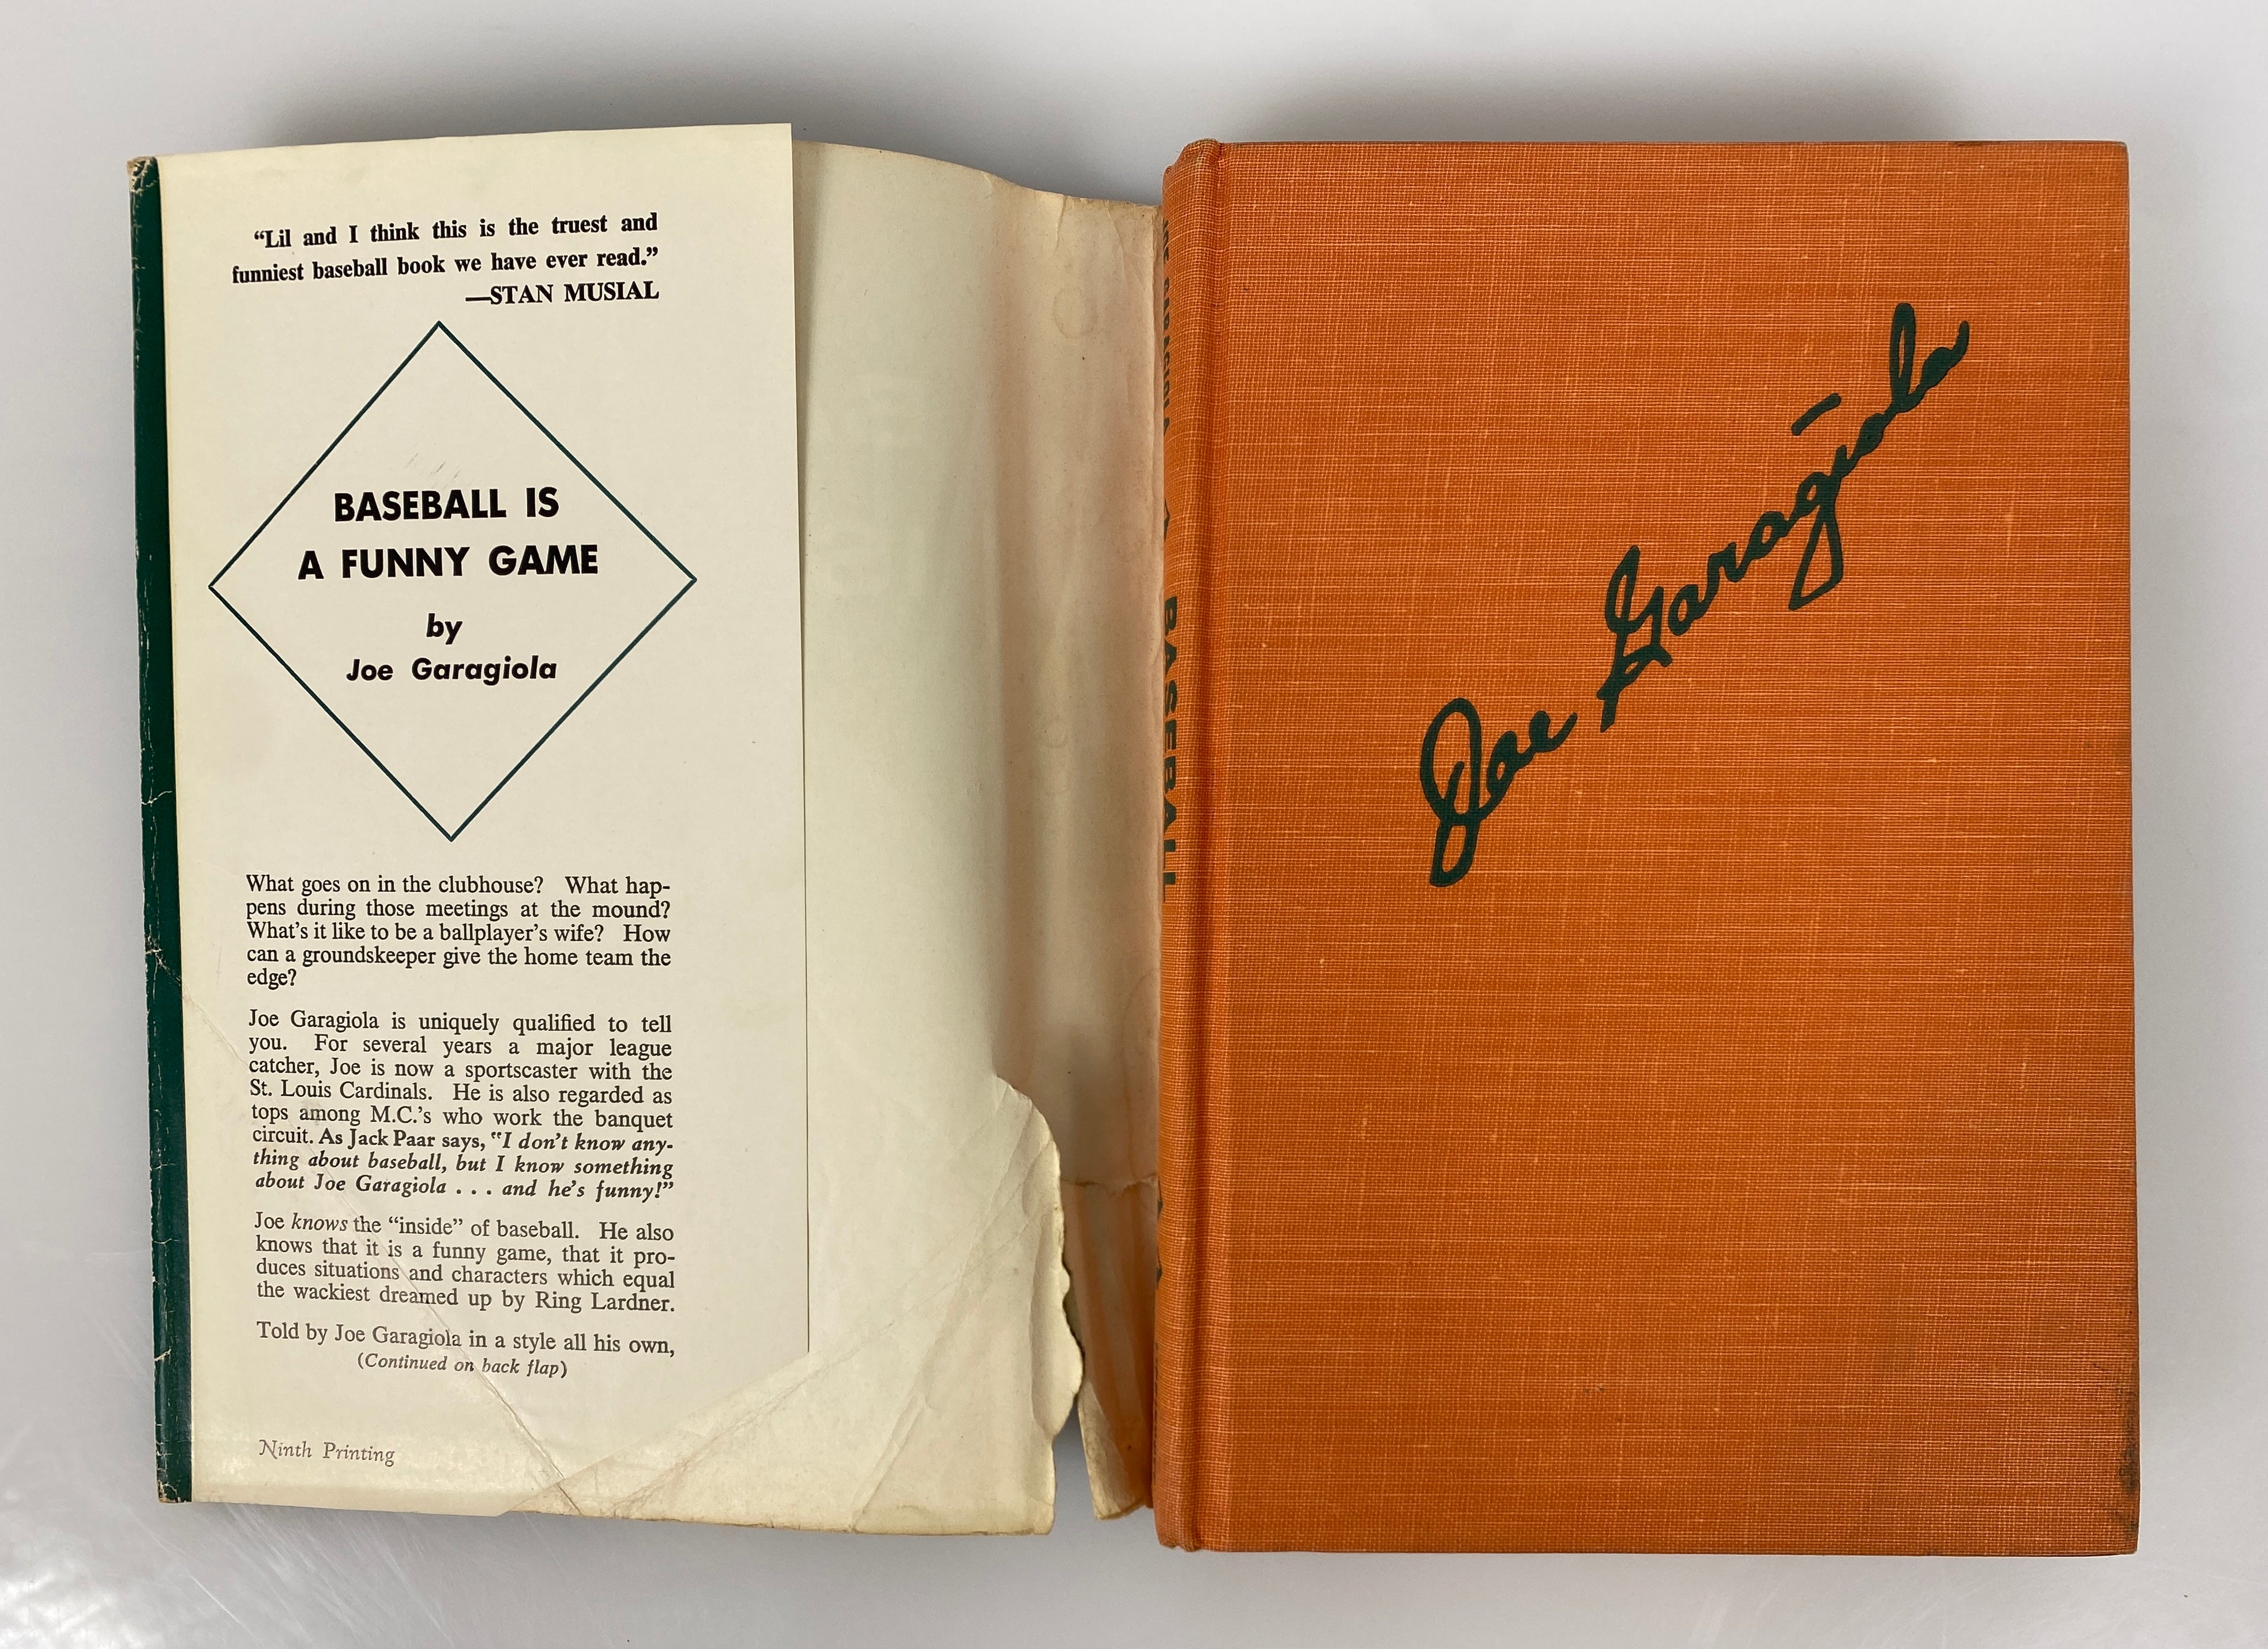 “Lil and I think this is the truest and
funniest baseball book we have ever read.”
—STAN MUSIAL
BASEBALL IS
A FUNNY GAME
by
Joe Garagiola
What goes on in the clubhouse? What hap-
pens during those meetings at the mound?
What’s it like to be a ballplayer’s wife? How
can a groundskeeper give the home team the
edge?
Joe Garagiola is uniquely qualified to tell
you. For several years a major league
catcher, Joe is now a sportscaster with the
St. Louis Cardinals. He is also regarded as
tops among M.C.’s who work the banquet
circuit. As Jack Paar says, “I don’t know any-
thing about baseball, but I know something
about Joe Garagiola . . . and he’s funny!”
Joe knows the “inside” of baseball. He also
knows that it is a funny game, that it pro-
duces situations and characters which equal
the wackiest dreamed up by Ring Lardner.
Told by Joe Garagiola in a style all his own,
(Continued on back flap)
Ninth Printing
BASEBALL
Joe Garagiola